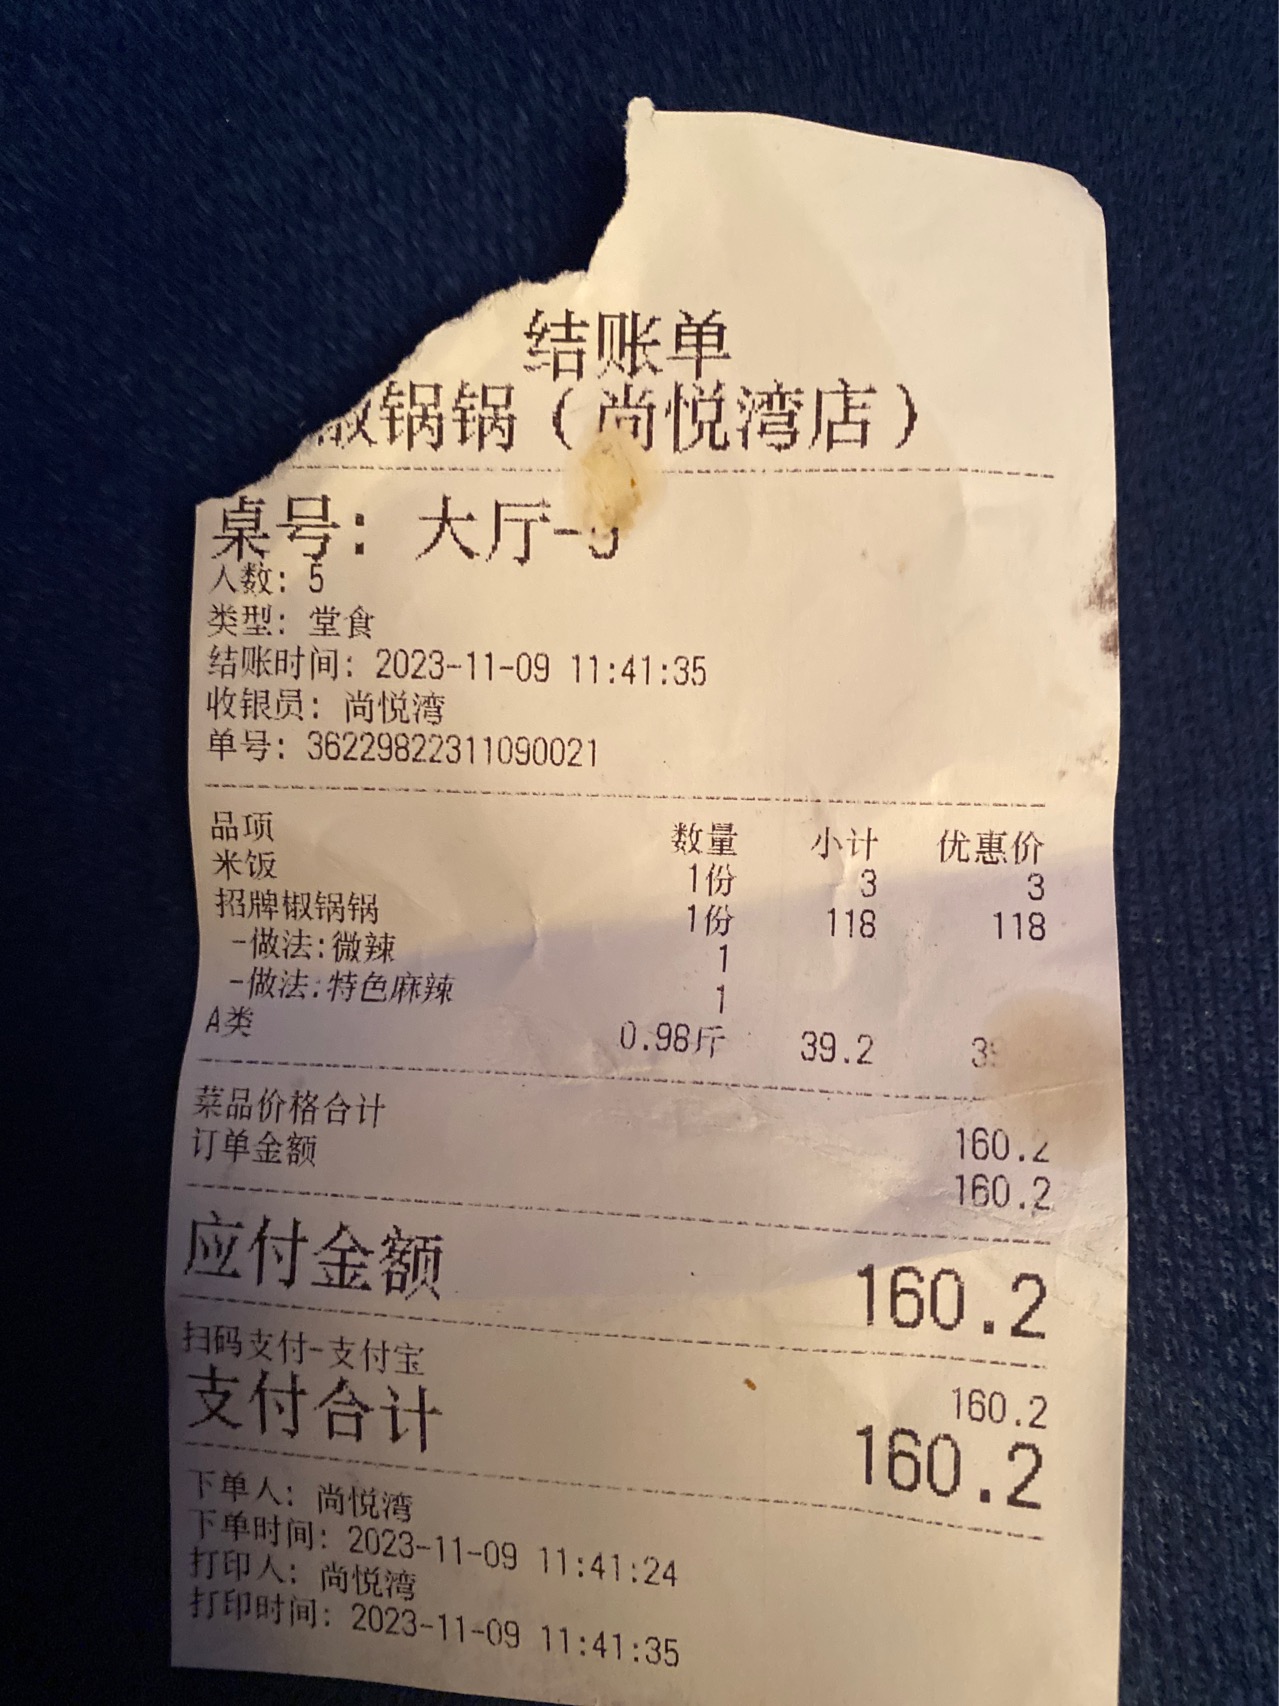 结账单
锅锅（尚悦湾店）
桌号: 大厅-
人数: 5
类型: 堂食
结账时间: 2023-11-09 11:41:35
收银员: 尚悦湾
单号: 36229822311090021
品项 数量 小计 优惠价
米饭 1份 3 3
招牌椒锅锅 1份 118 118
-做法:微辣 1
-做法:特色麻辣 1
A类 0.98斤 39.2
菜品价格合计 160.2
订单金额 160.2
应付金额 160.2
扫码支付-支付宝 160.2
支付合计 160.2
下单人: 尚悦湾
下单时间: 2023-11-09 11:41:24
打印人: 尚悦湾
打印时间: 2023-11-09 11:41:35